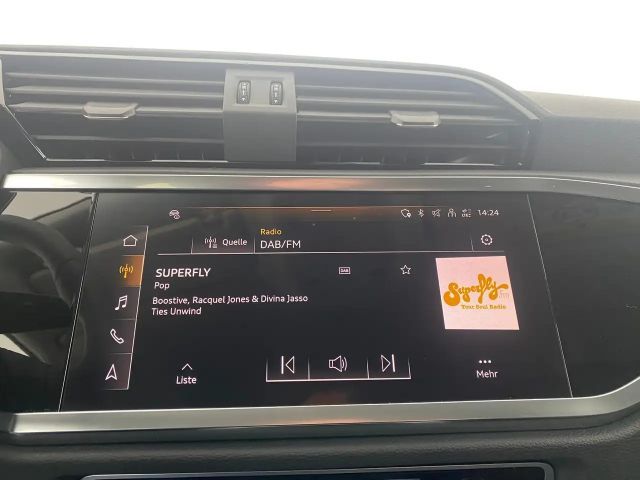 14:24
Radio
Quelle
DAB/FM
SUPERFLY
DAB
Pop
Boostive, Racquel Jones & Divina Jasso
Ties Unwind
Superfly.fm
Your Soul Radio
Liste
Mehr